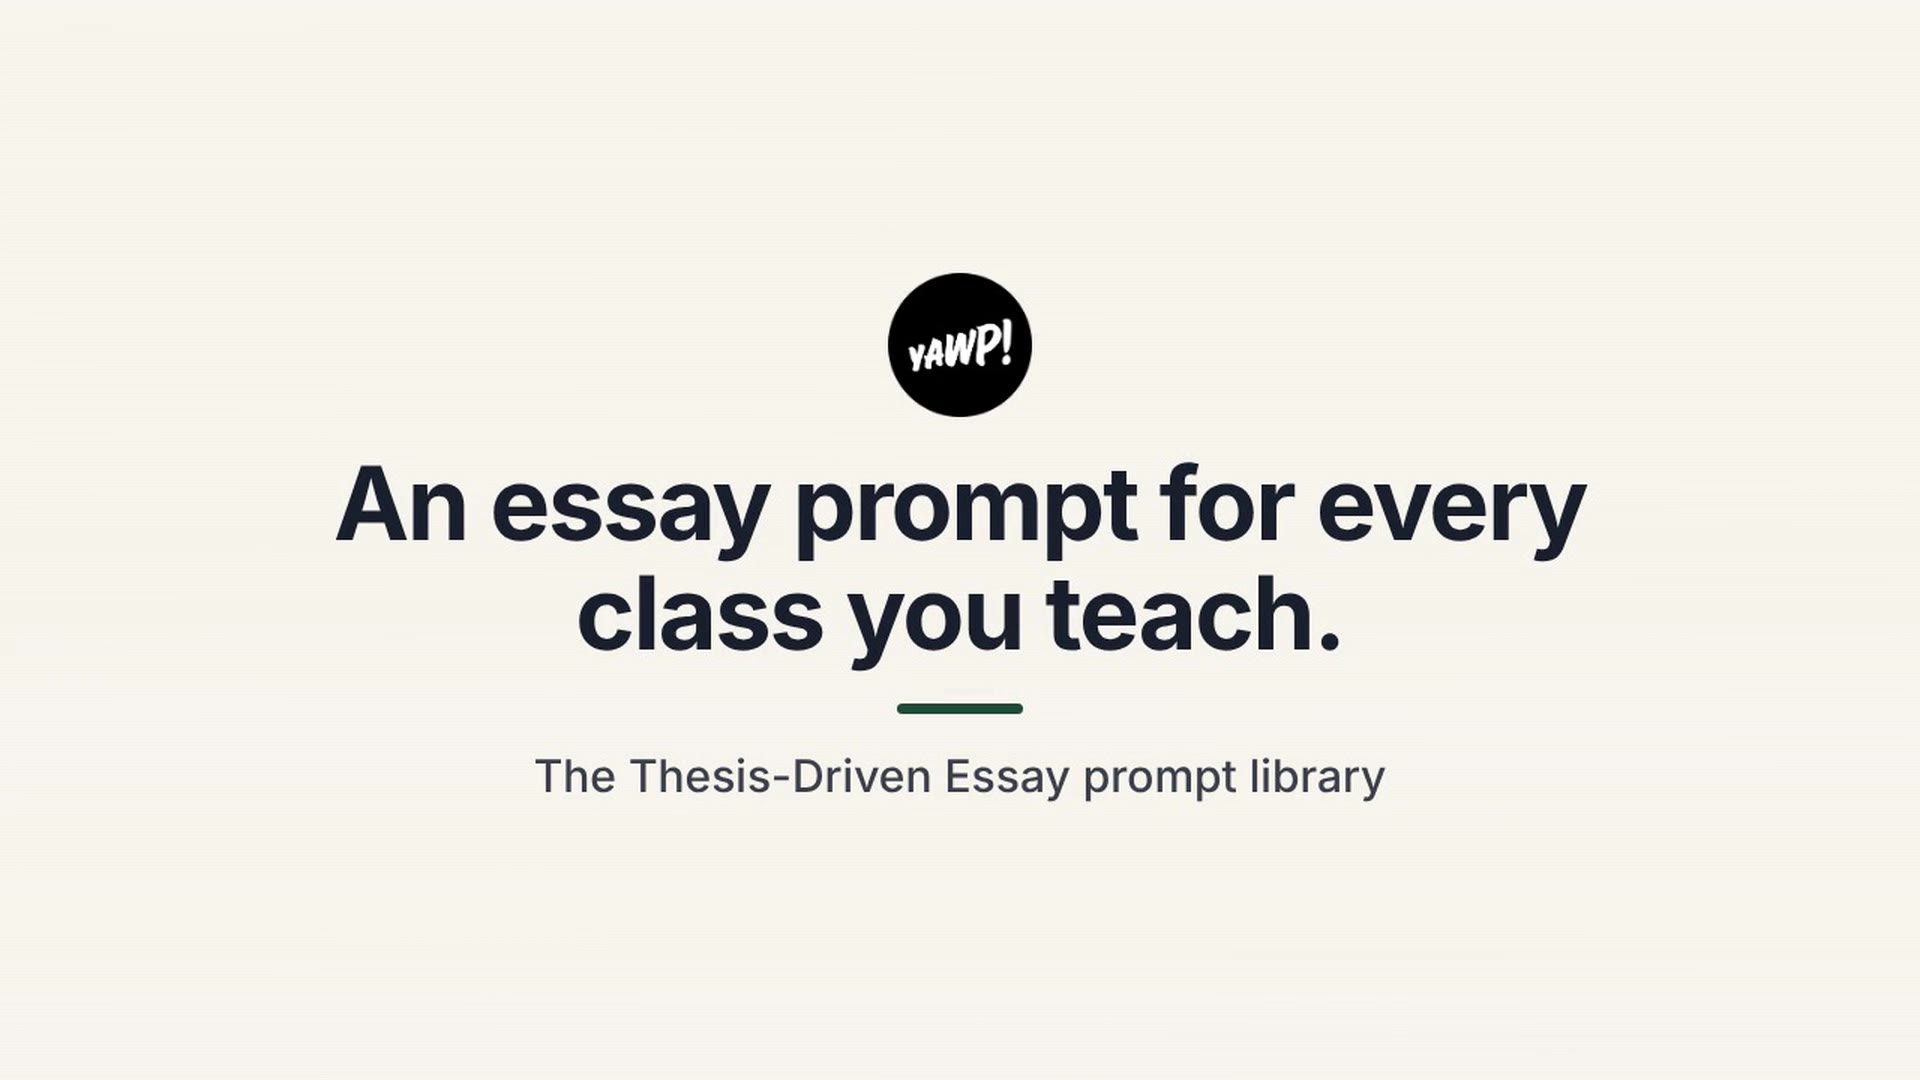 YAWP!
An essay prompt for every
class you teach.
The Thesis-Driven Essay prompt library